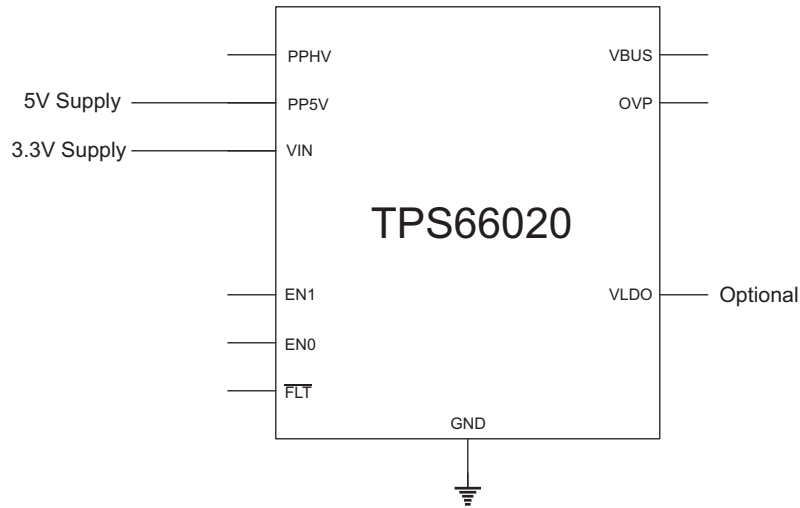 PPHV
VBUS
5V Supply
PP5V
OVP
3.3V Supply
VIN
TPS66020
EN1
VLDO
Optional
EN0
FLT
GND